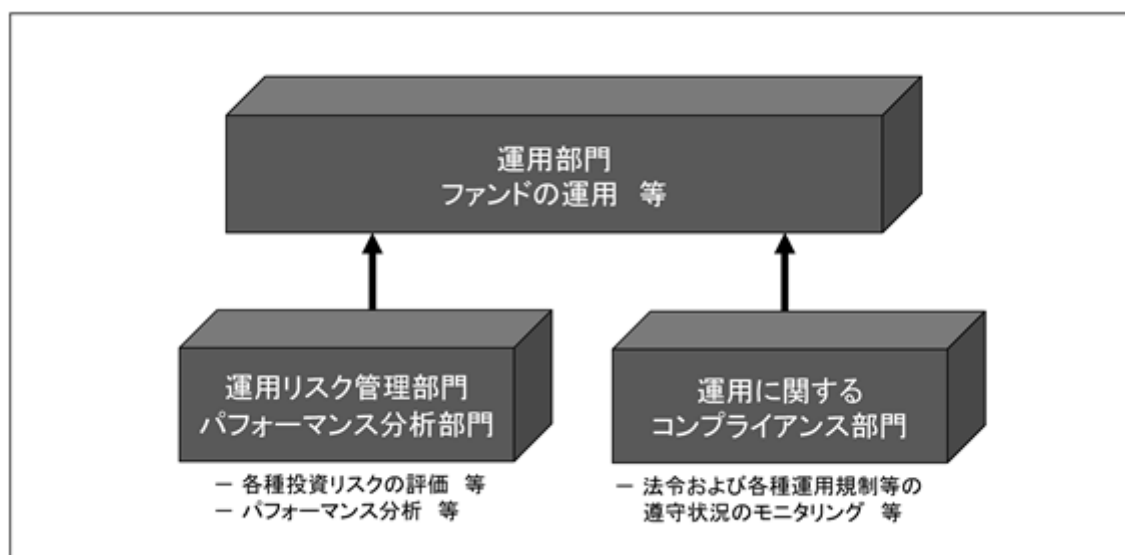 運用部門
ファンドの運用　等
運用リスク管理部門
パフォーマンス分析部門
－ 各種投資リスクの評価　等
－ パフォーマンス分析　等
運用に関する
コンプライアンス部門
－ 法令および各種運用規制等の
遵守状況のモニタリング　等